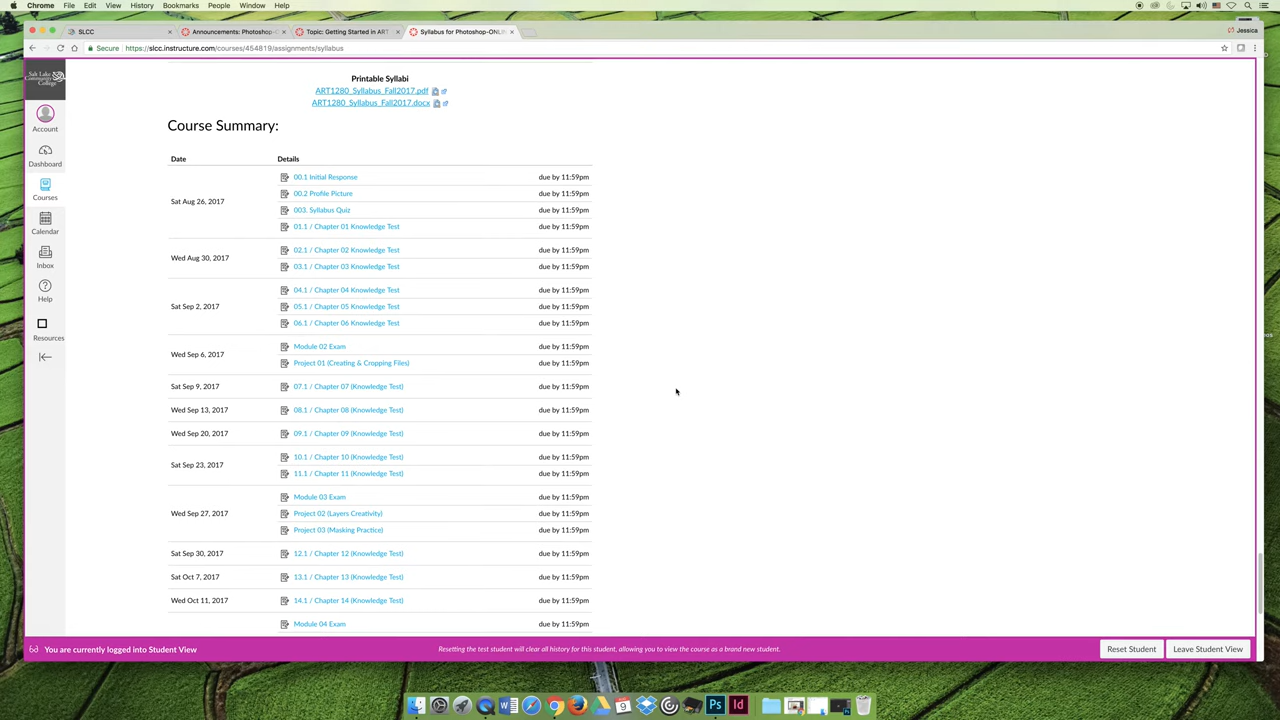 Chrome File Edit View History Bookmarks People Window Help
SLCC
Announcements: Photoshop-
Topic: Getting Started in ART
Syllabus for Photoshop-ONLI
Jessica
Secure https://slcc.instructure.com/courses/454819/assignments/syllabus
Salt Lake
Community
College
Account
Dashboard
Courses
Calendar
Inbox
Help
Resources
Printable Syllabi
ART1280_Syllabus_Fall2017.pdf
ART1280_Syllabus_Fall2017.docx
Course Summary:
Date Details
Sat Aug 26, 2017
00.1 Initial Response due by 11:59pm
00.2 Profile Picture due by 11:59pm
003. Syllabus Quiz due by 11:59pm
01.1 / Chapter 01 Knowledge Test due by 11:59pm
Wed Aug 30, 2017
02.1 / Chapter 02 Knowledge Test due by 11:59pm
03.1 / Chapter 03 Knowledge Test due by 11:59pm
Sat Sep 2, 2017
04.1 / Chapter 04 Knowledge Test due by 11:59pm
05.1 / Chapter 05 Knowledge Test due by 11:59pm
06.1 / Chapter 06 Knowledge Test due by 11:59pm
Wed Sep 6, 2017
Module 02 Exam due by 11:59pm
Project 01 (Creating & Cropping Files) due by 11:59pm
Sat Sep 9, 2017 07.1 / Chapter 07 (Knowledge Test) due by 11:59pm
Wed Sep 13, 2017 08.1 / Chapter 08 (Knowledge Test) due by 11:59pm
Wed Sep 20, 2017 09.1 / Chapter 09 (Knowledge Test) due by 11:59pm
Sat Sep 23, 2017
10.1 / Chapter 10 (Knowledge Test) due by 11:59pm
11.1 / Chapter 11 (Knowledge Test) due by 11:59pm
Wed Sep 27, 2017
Module 03 Exam due by 11:59pm
Project 02 (Layers Creativity) due by 11:59pm
Project 03 (Masking Practice) due by 11:59pm
Sat Sep 30, 2017 12.1 / Chapter 12 (Knowledge Test) due by 11:59pm
Sat Oct 7, 2017 13.1 / Chapter 13 (Knowledge Test) due by 11:59pm
Wed Oct 11, 2017 14.1 / Chapter 14 (Knowledge Test) due by 11:59pm
Module 04 Exam due by 11:59pm
You are currently logged into Student View
Resetting the test student will clear all history for this student, allowing you to view the course as a brand new student.
Reset Student
Leave Student View
9
Ps
Id